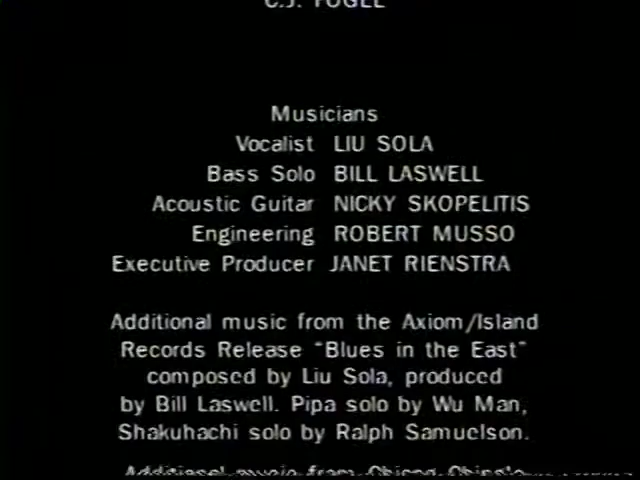 Musicians
Vocalist LIU SOLA
Bass Solo BILL LASWELL
Acoustic Guitar NICKY SKOPELITIS
Engineering ROBERT MUSSO
Executive Producer JANET RIENSTRA
Additional music from the Axiom/Island
Records Release "Blues in the East"
composed by Liu Sola, produced
by Bill Laswell. Pipa solo by Wu Man,
Shakuhachi solo by Ralph Samuelson.